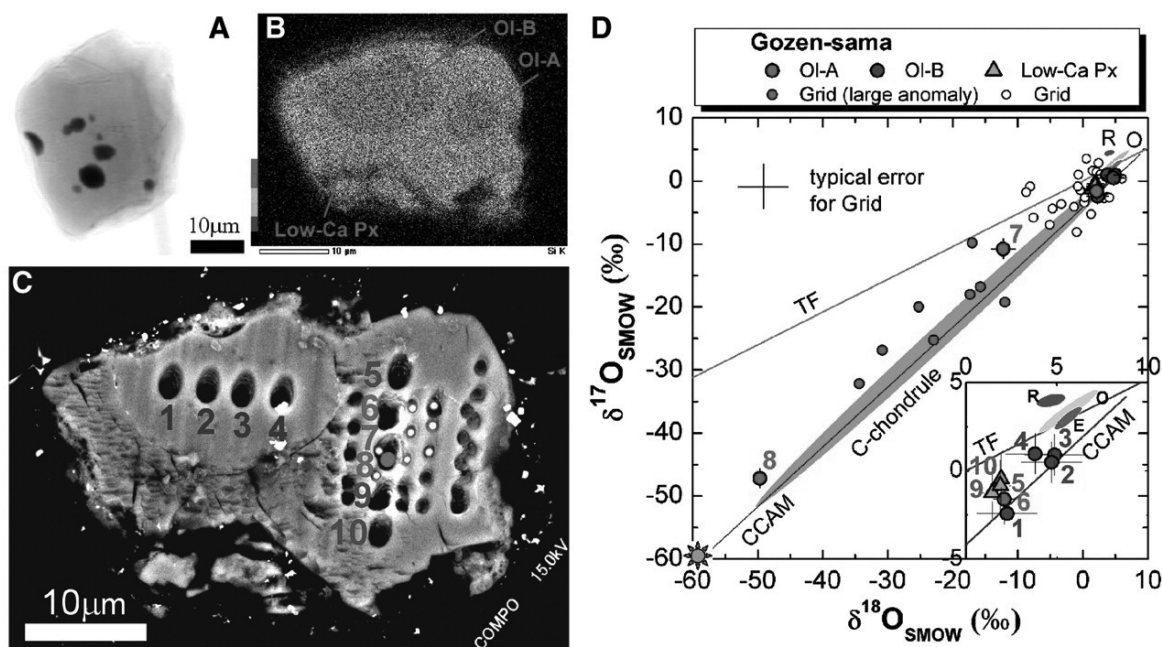 A
10µm
B
Ol-B
Ol-A
Low-Ca Px
10 µm
Si K
C
1
2
3
4
5
6
7
8
9
10
10µm
COMPO
15.0kV
D
Gozen-sama
Ol-A
Ol-B
Low-Ca Px
Grid (large anomaly)
Grid
R
O
typical error
for Grid
7
TF
8
C-chondrule
CCAM
10
0
-10
-20
-30
-40
-50
-60
δ¹⁷O_SMOW (‰)
-60
-50
-40
-30
-20
-10
0
10
δ¹⁸O_SMOW (‰)
0
5
10
5
0
5
R
O
E
TF
CCAM
4
3
2
10
5
9
6
1